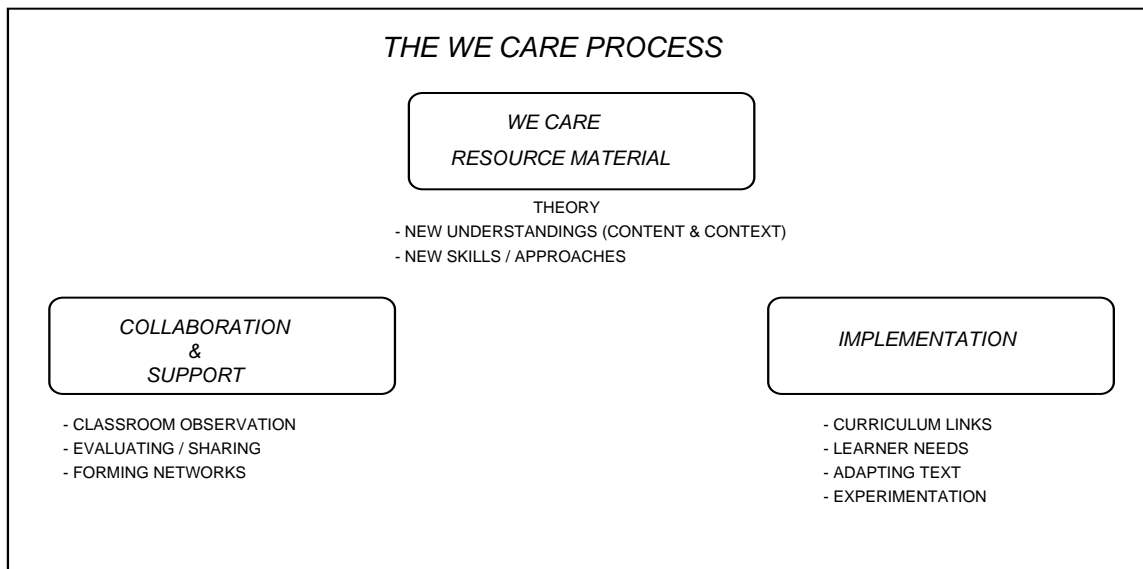 THE WE CARE PROCESS
WE CARE
RESOURCE MATERIAL
THEORY
- NEW UNDERSTANDINGS (CONTENT & CONTEXT)
- NEW SKILLS / APPROACHES
COLLABORATION
&
SUPPORT
- CLASSROOM OBSERVATION
- EVALUATING / SHARING
- FORMING NETWORKS
IMPLEMENTATION
- CURRICULUM LINKS
- LEARNER NEEDS
- ADAPTING TEXT
- EXPERIMENTATION